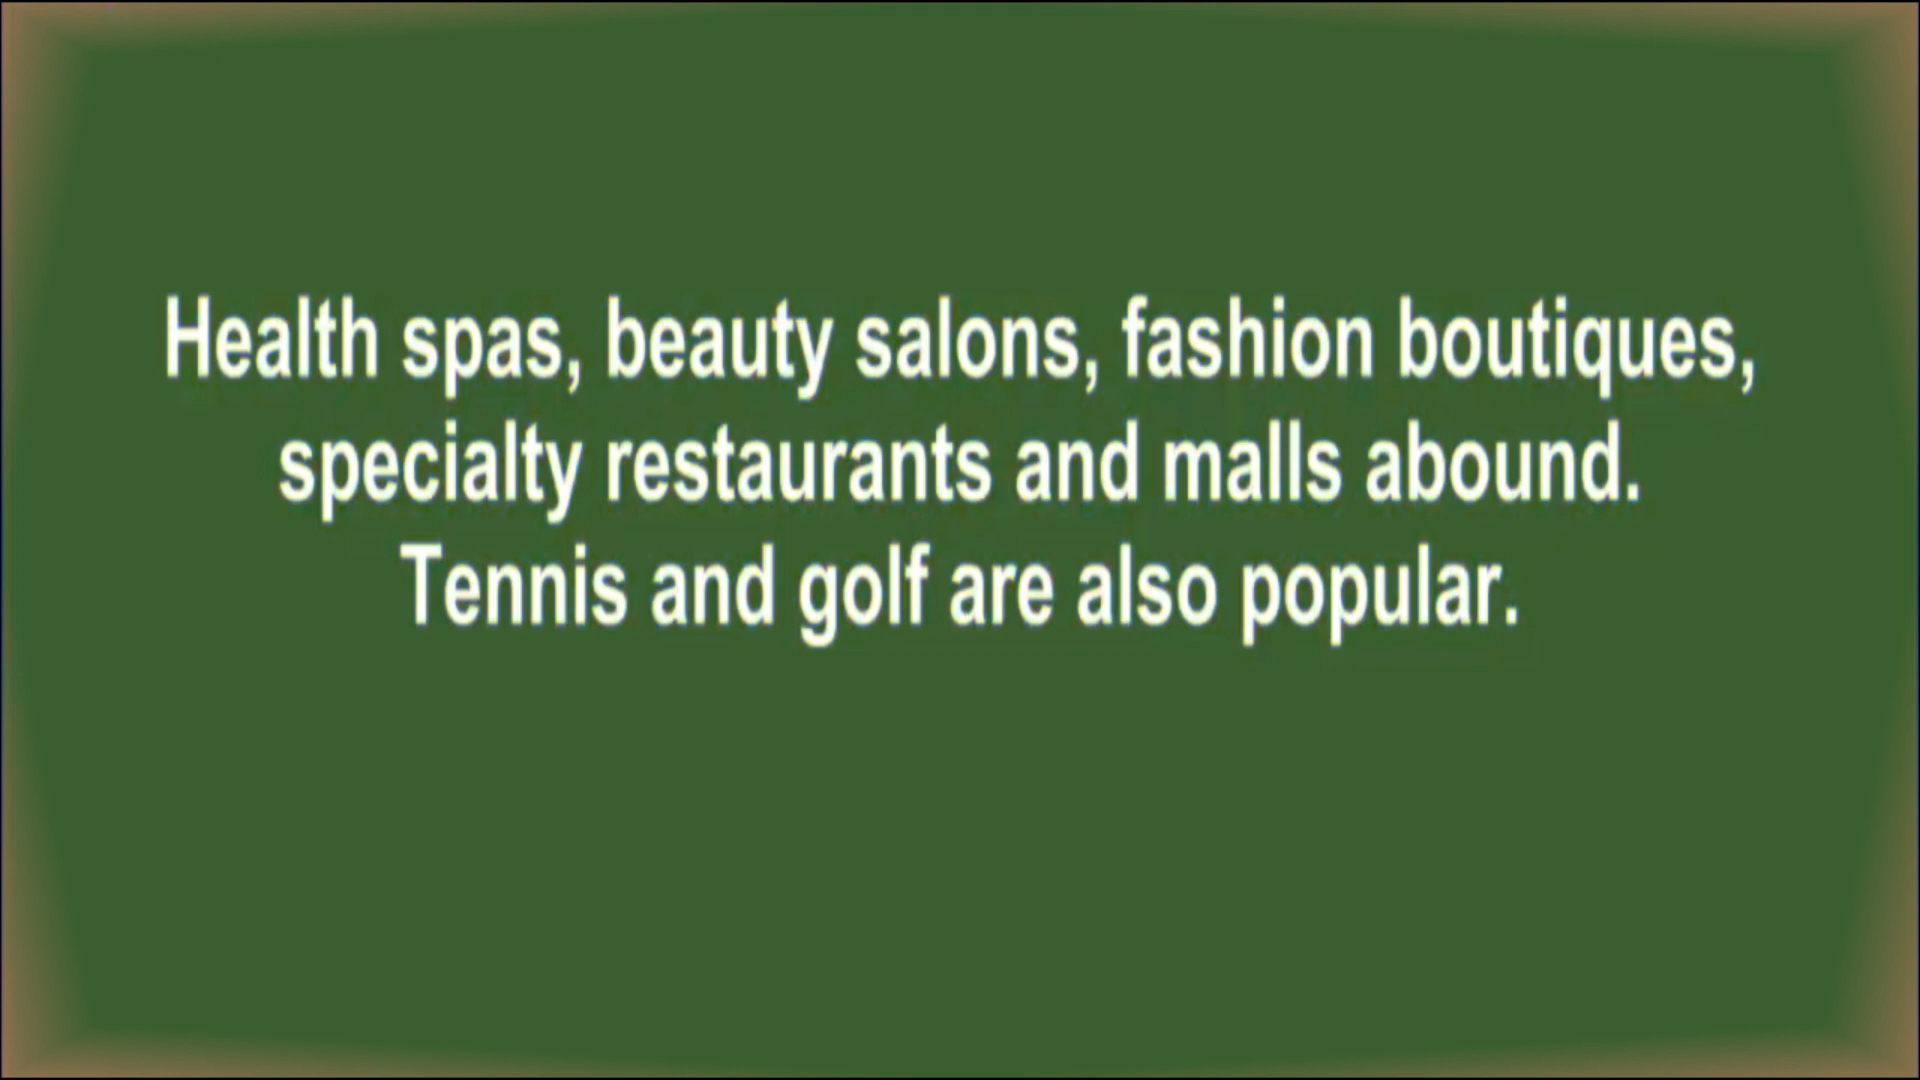 Health spas, beauty salons, fashion boutiques,
specialty restaurants and malls abound.
Tennis and golf are also popular.